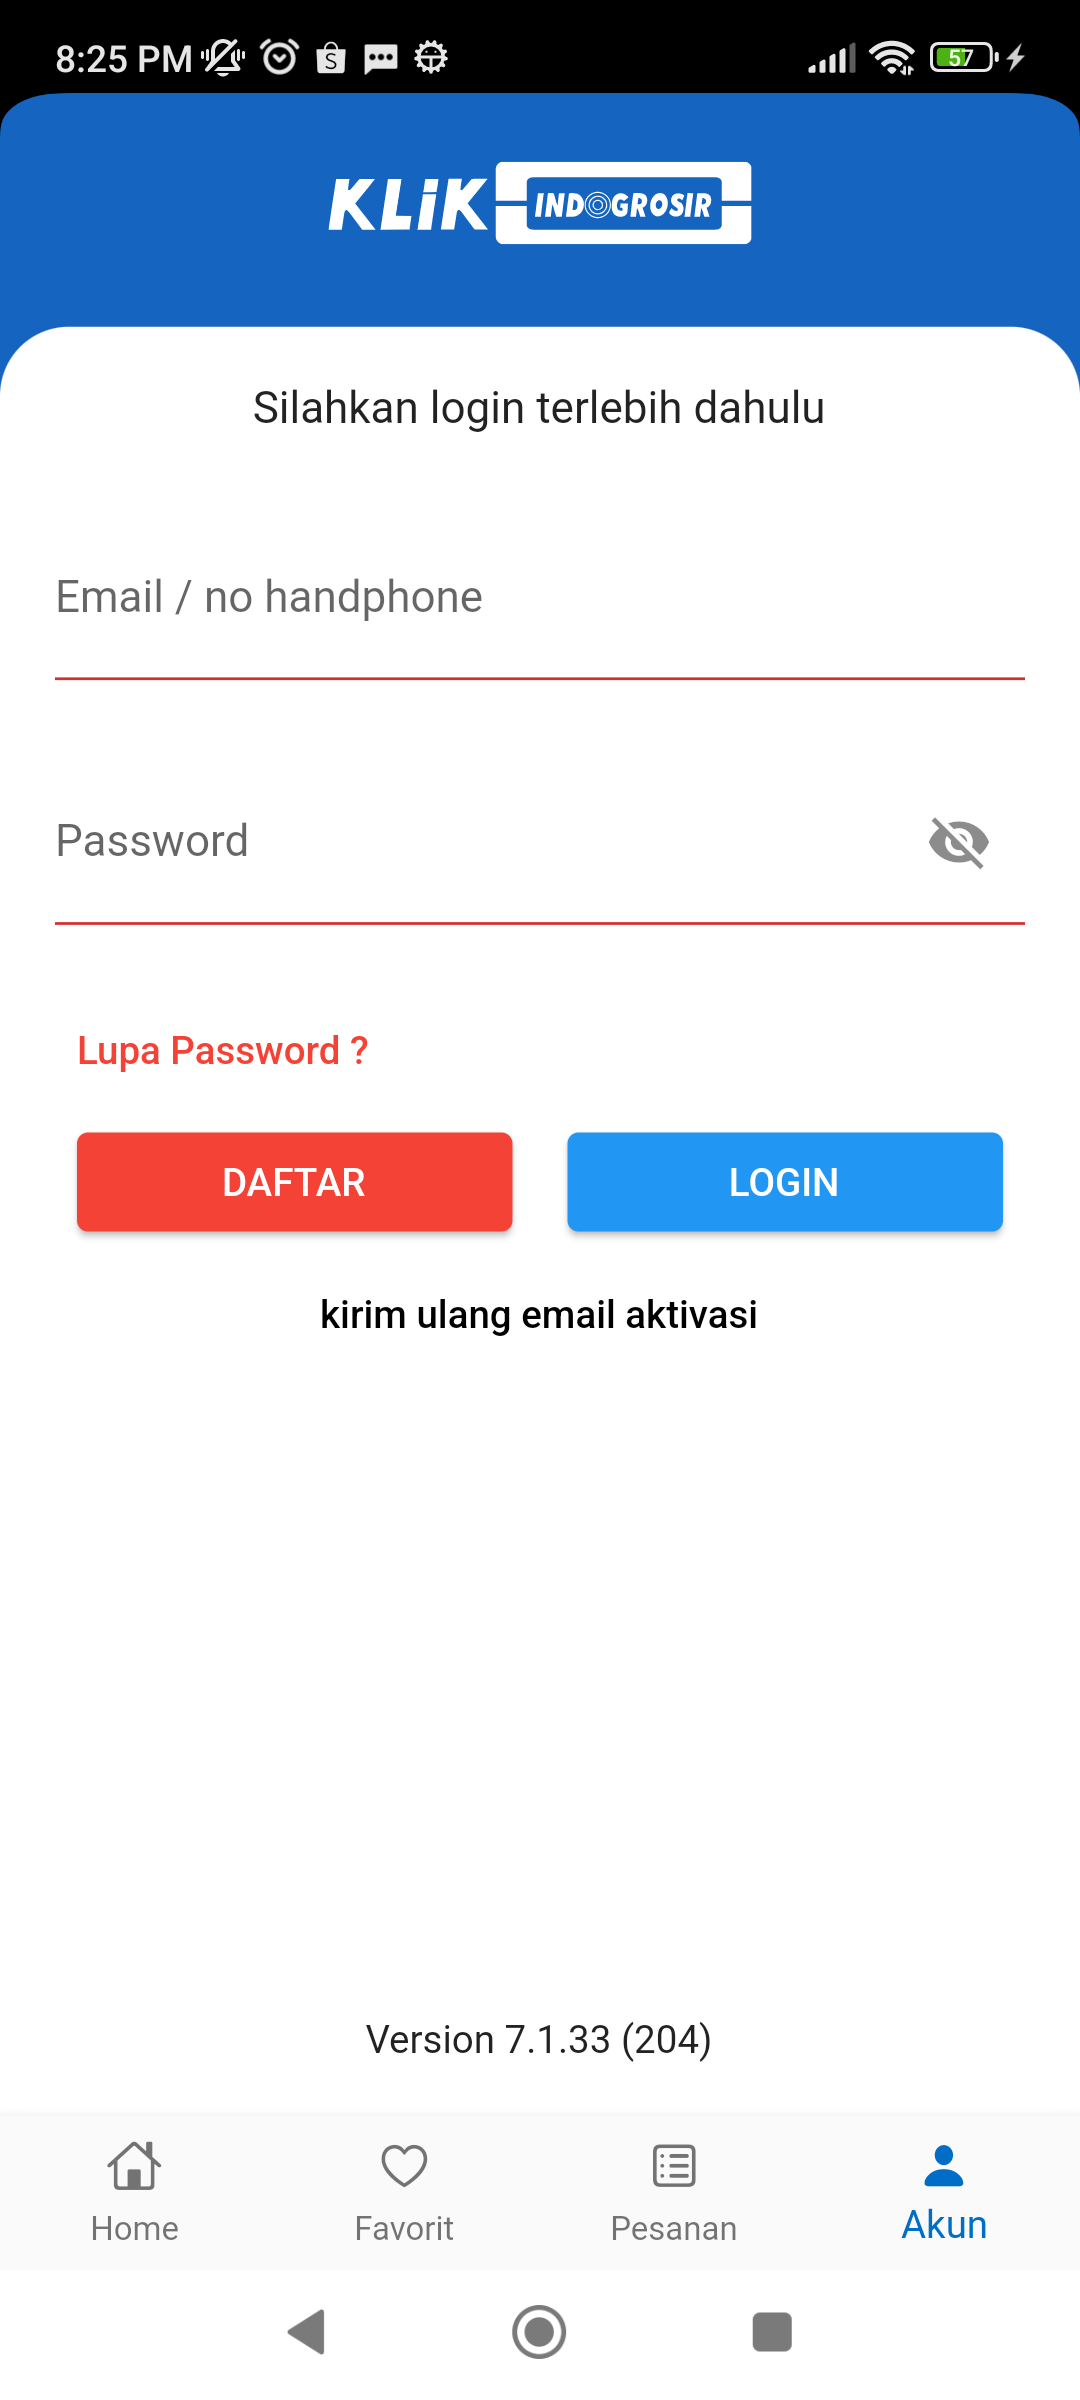 8:25 PM
57
KLiK INDOGROSIR
Silahkan login terlebih dahulu
Email / no handphone
Password
Lupa Password ?
DAFTAR
LOGIN
kirim ulang email aktivasi
Version 7.1.33 (204)
Home
Favorit
Pesanan
Akun